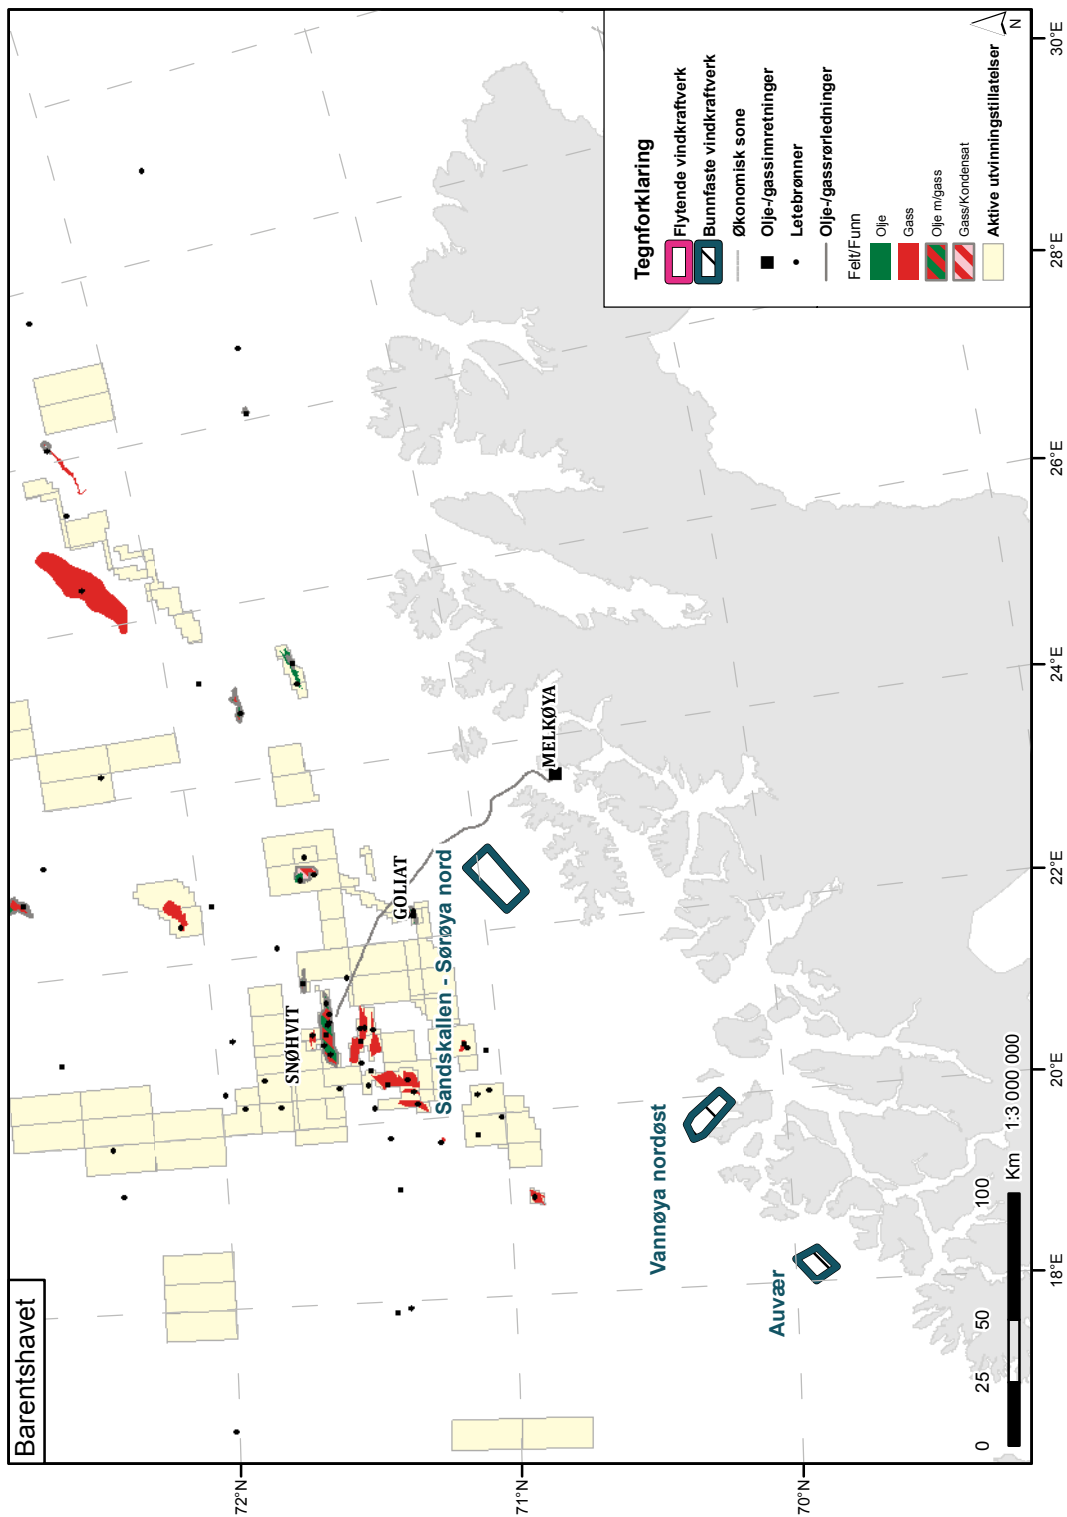 Barentshavet
SNØHVIT
GOLIAT
MELKØYA
Sandskallen - Sørøya nord
Vannøya nordøst
Auvær
Tegnforklaring
Flytende vindkraftverk
Bunnfaste vindkraftverk
Økonomisk sone
Olje-/gassinnretninger
Letebrønner
Olje-/gassrørledninger
Felt/Funn
Olje
Gass
Olje m/gass
Gass/Kondensat
Aktive utvinningstillatelser
N
0 25 50 100
Km 1:3 000 000
72°N
71°N
70°N
18°E
20°E
22°E
24°E
26°E
28°E
30°E